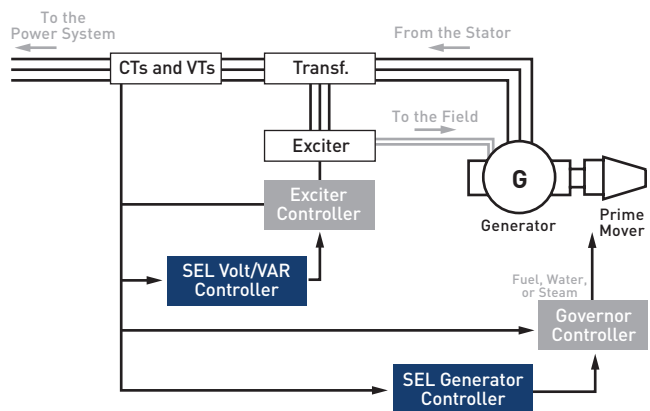 To the
Power System
From the Stator
CTs and VTs
Transf.
To the Field
Exciter
G
Exciter
Controller
Generator
Prime
Mover
SEL Volt/VAR
Controller
Fuel, Water,
or Steam
Governor
Controller
SEL Generator
Controller